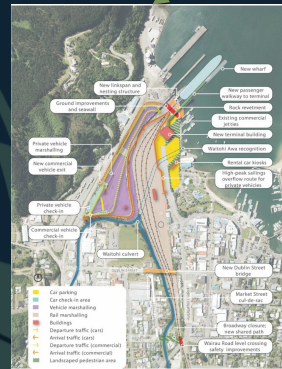 New wharf
New linkspan and
nesting structure
New passenger
walkway to terminal
Ground improvements
and seawall
Rock revetment
Existing commercial
jetties
New terminal building
Private vehicle
marshalling
Waitohi Awa recognition
Rental car kiosks
New commercial
vehicle exit
High-peak sailings
overflow route for
private vehicles
Private vehicle
check-in
Commercial vehicle
check-in
Waitohi culvert
New Dublin Street
bridge
Market Street
cul-de-sac
Broadway closure;
new shared path
Wairau Road level crossing
safety improvements
Car parking
Car check-in area
Vehicle marshalling
Rail marshalling
Buildings
Departure traffic (cars)
Arrival traffic (cars)
Departure traffic (commercial)
Arrival traffic (commercial)
Landscaped pedestrian area